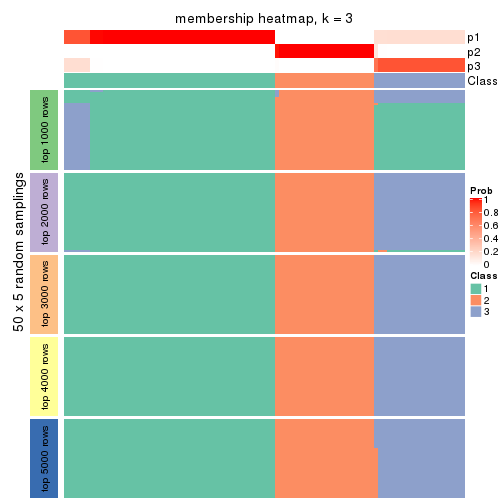 membership heatmap, k = 3
p1
p2
p3
Class
50 x 5 random samplings
top 1000 rows
top 2000 rows
top 3000 rows
top 4000 rows
top 5000 rows
Prob
1
0.8
0.6
0.4
0.2
0
Class
1
2
3